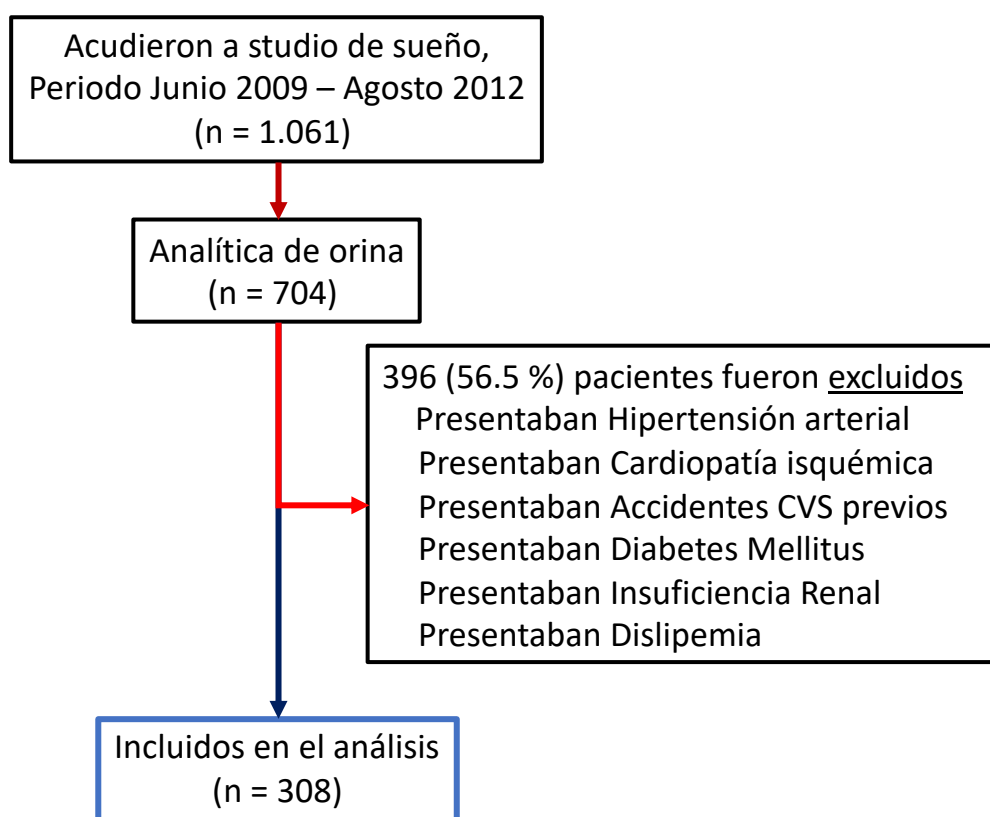 Acudieron a studio de sueño,
Periodo Junio 2009 – Agosto 2012
(n = 1.061)
Analítica de orina
(n = 704)
396 (56.5 %) pacientes fueron excluidos
Presentaban Hipertensión arterial
Presentaban Cardiopatía isquémica
Presentaban Accidentes CVS previos
Presentaban Diabetes Mellitus
Presentaban Insuficiencia Renal
Presentaban Dislipemia
Incluidos en el análisis
(n = 308)